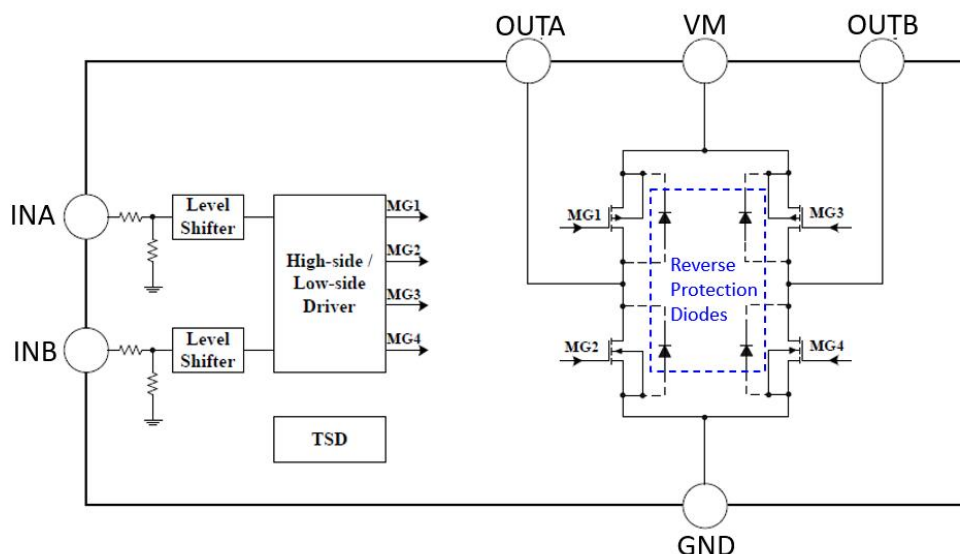 OUTA
VM
OUTB
INA
Level
Shifter
High-side /
Low-side
Driver
MG1
MG2
MG3
MG4
INB
Level
Shifter
TSD
MG1
MG3
Reverse
Protection
Diodes
MG2
MG4
GND